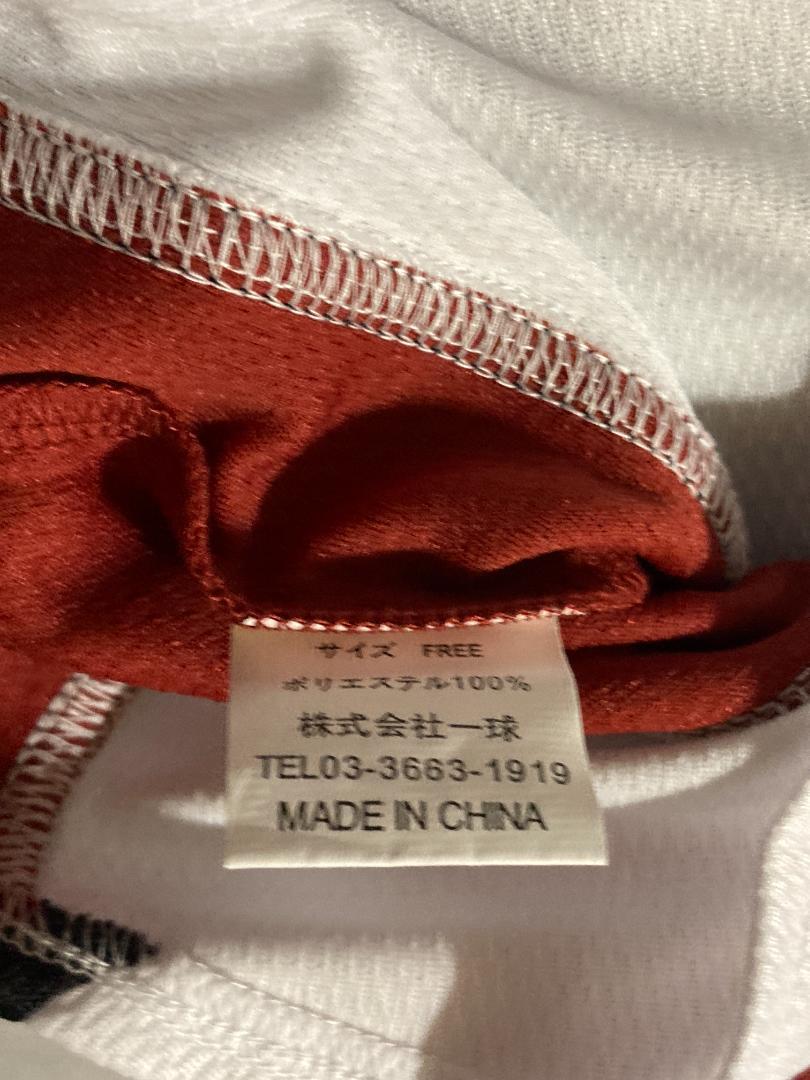 サイズ　FREE
ポリエステル100%
株式会社一球
TEL03-3663-1919
MADE IN CHINA